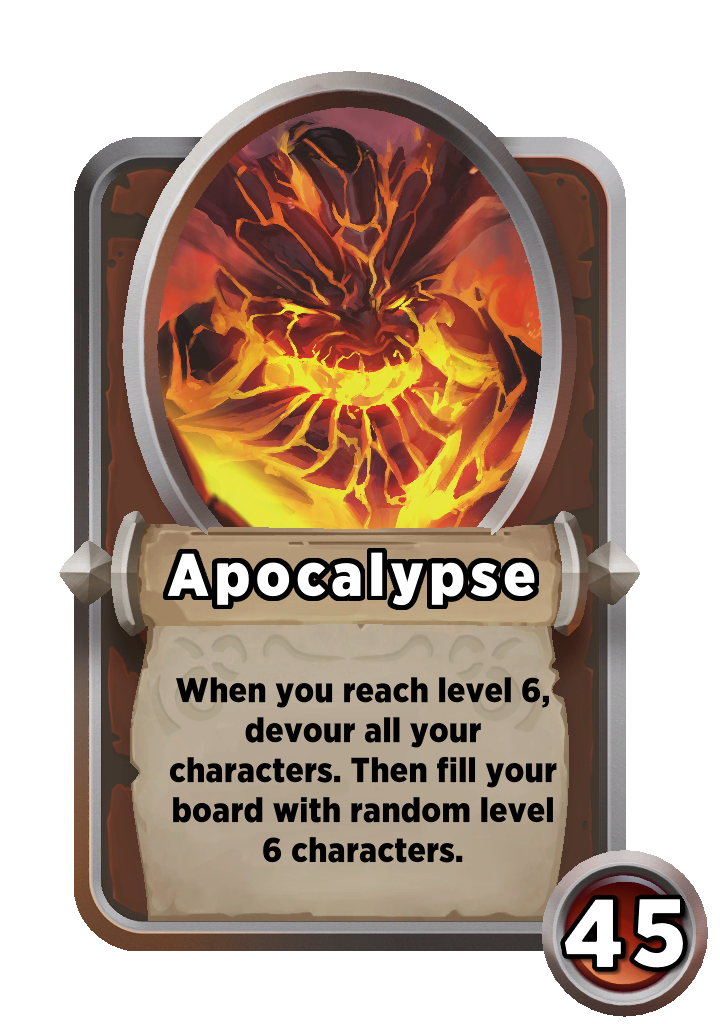 Apocalypse
When you reach level 6,
devour all your
characters. Then fill your
board with random level
6 characters.
45